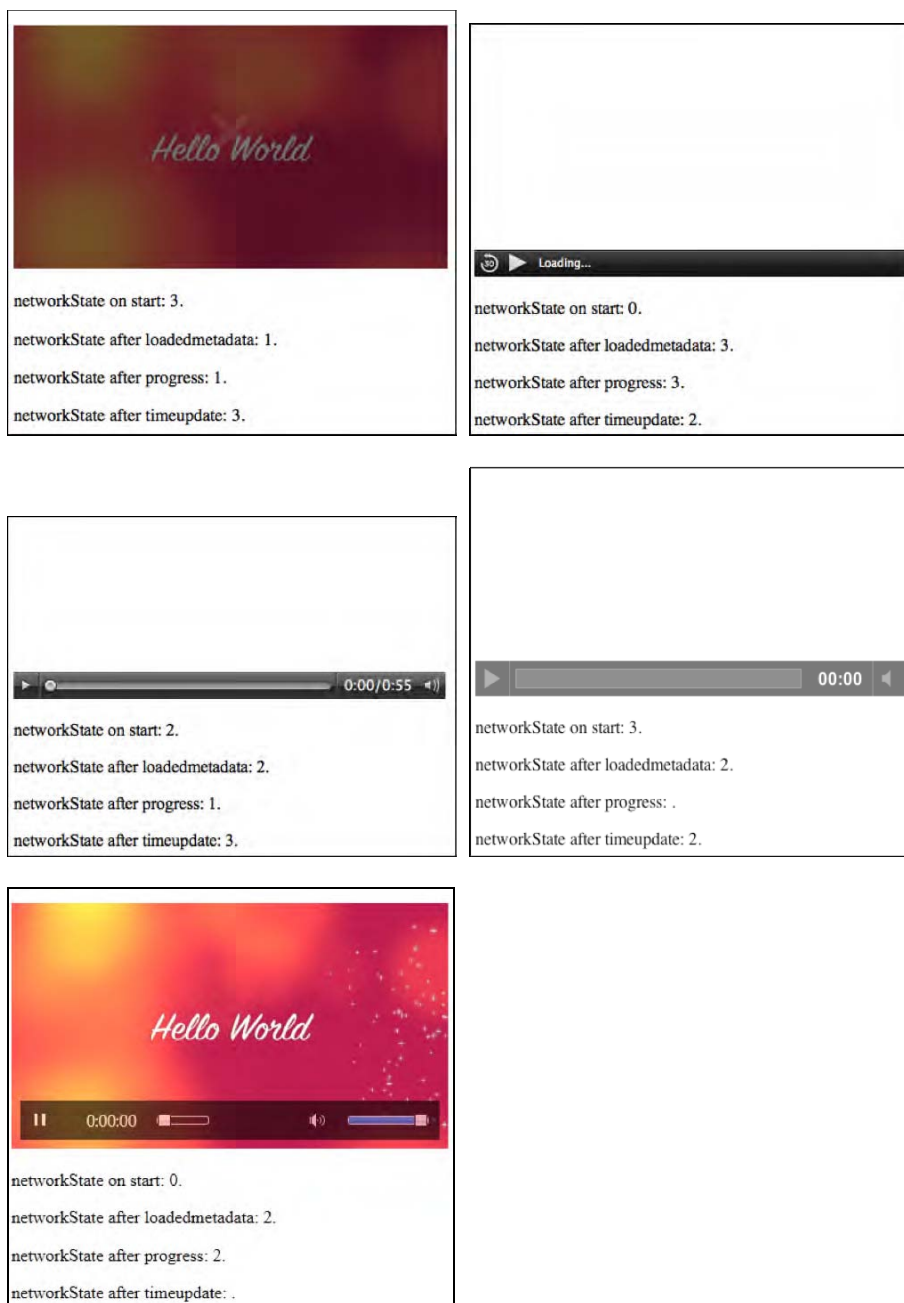 Hello World
networkState on start: 3.
networkState after loadedmetadata: 1.
networkState after progress: 1.
networkState after timeupdate: 3.
30
Loading...
networkState on start: 0.
networkState after loadedmetadata: 3.
networkState after progress: 3.
networkState after timeupdate: 2.
0:00/0:55
networkState on start: 2.
networkState after loadedmetadata: 2.
networkState after progress: 1.
networkState after timeupdate: 3.
00:00
networkState on start: 3.
networkState after loadedmetadata: 2.
networkState after progress: .
networkState after timeupdate: 2.
Hello World
0:00:00
networkState on start: 0.
networkState after loadedmetadata: 2.
networkState after progress: 2.
networkState after timeupdate: .